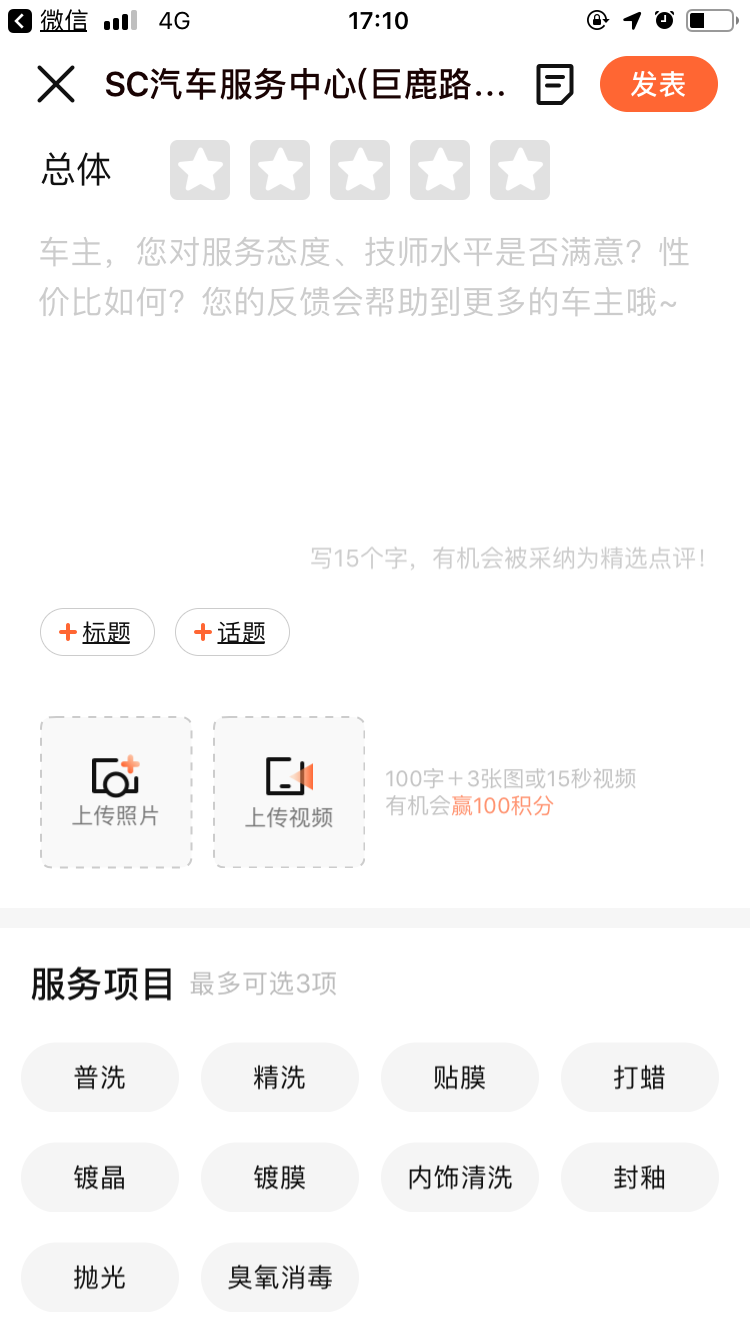 微信 4G 17:10
SC汽车服务中心(巨鹿路... 发表
总体
车主，您对服务态度、技师水平是否满意？性
价比如何？您的反馈会帮助到更多的车主哦~
写15个字，有机会被采纳为精选点评！
+标题 +话题
上传照片 上传视频
100字＋3张图或15秒视频
有机会赢100积分
服务项目 最多可选3项
普洗 精洗 贴膜 打蜡
镀晶 镀膜 内饰清洗 封釉
抛光 臭氧消毒